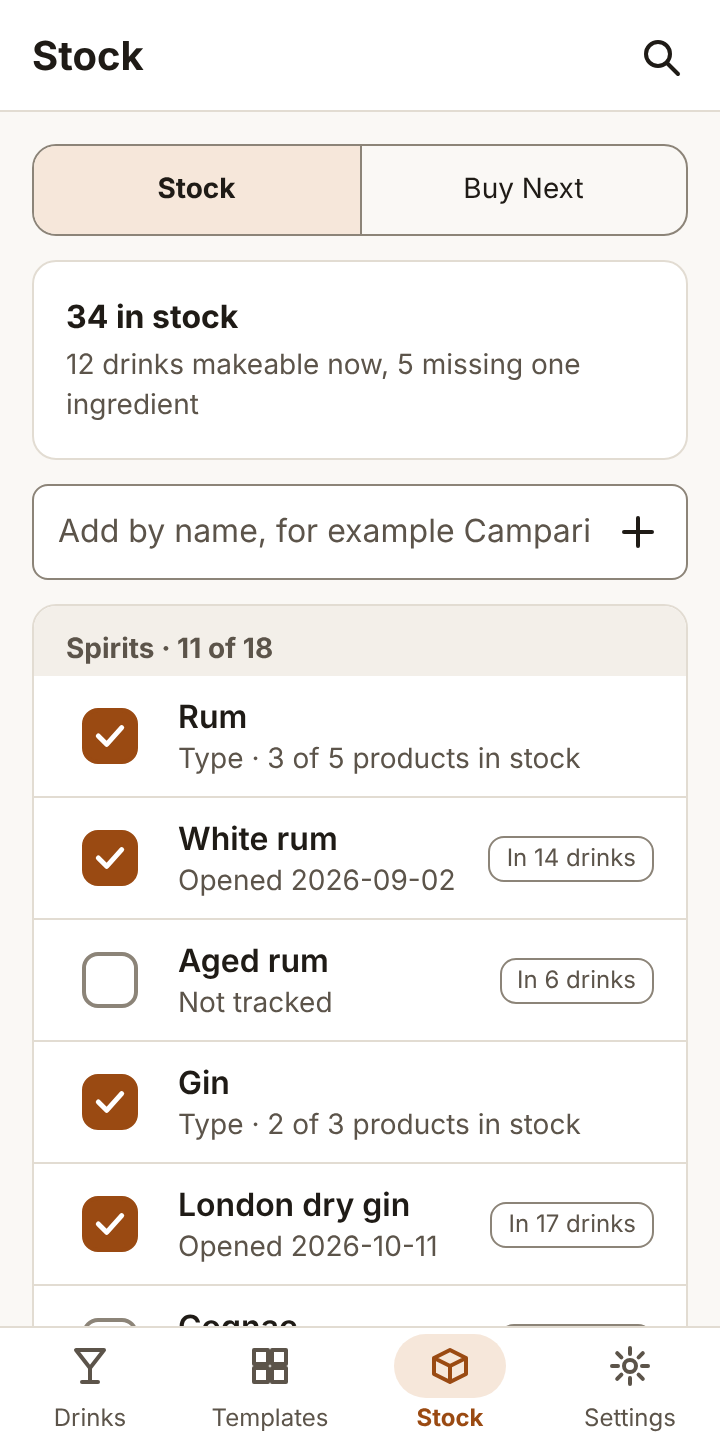 Stock
Stock
Buy Next
34 in stock
12 drinks makeable now, 5 missing one
ingredient
Add by name, for example Campari
Spirits · 11 of 18
Rum
Type · 3 of 5 products in stock
White rum
Opened 2026-09-02
In 14 drinks
Aged rum
Not tracked
In 6 drinks
Gin
Type · 2 of 3 products in stock
London dry gin
Opened 2026-10-11
In 17 drinks
Cognac
Drinks
Templates
Stock
Settings